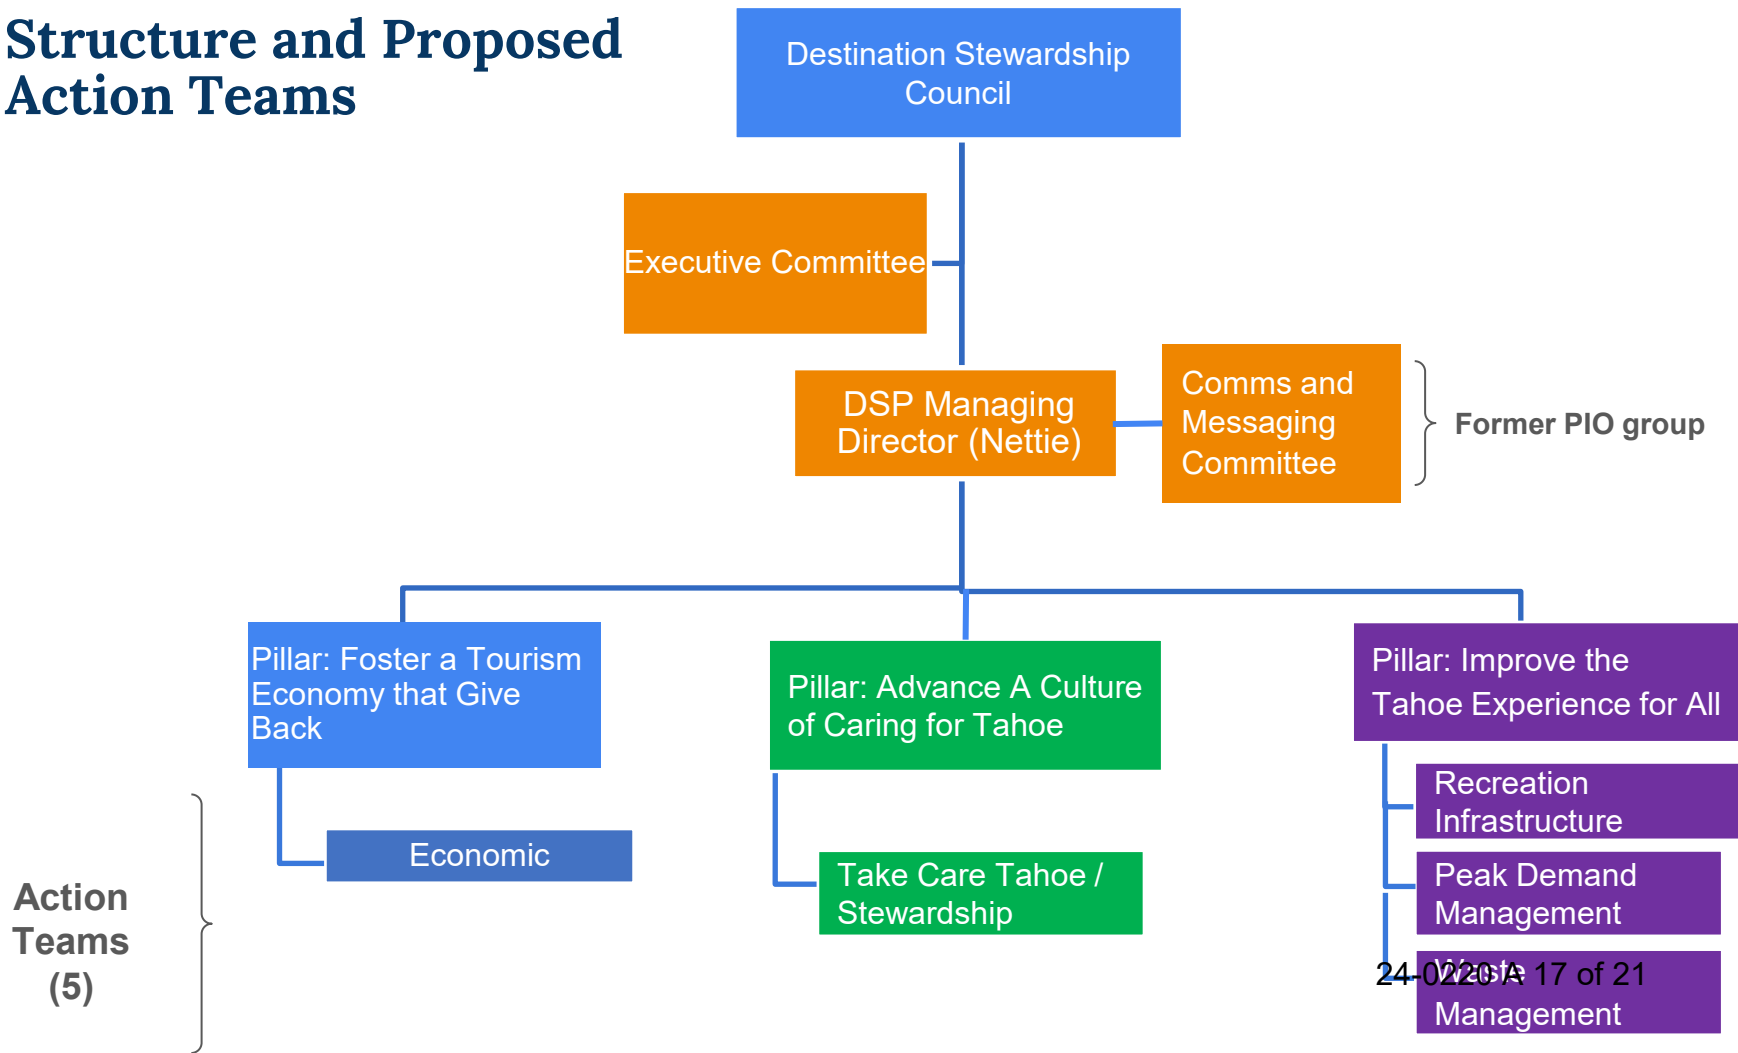 Structure and Proposed
Action Teams
Destination Stewardship
Council
Executive Committee
DSP Managing
Director (Nettie)
Comms and
Messaging
Committee
Former PIO group
Pillar: Foster a Tourism
Economy that Give
Back
Pillar: Advance A Culture
of Caring for Tahoe
Pillar: Improve the
Tahoe Experience for All
Action
Teams
(5)
Economic
Take Care Tahoe /
Stewardship
Recreation
Infrastructure
Peak Demand
Management
Waste
Management
24-0220 A 17 of 21